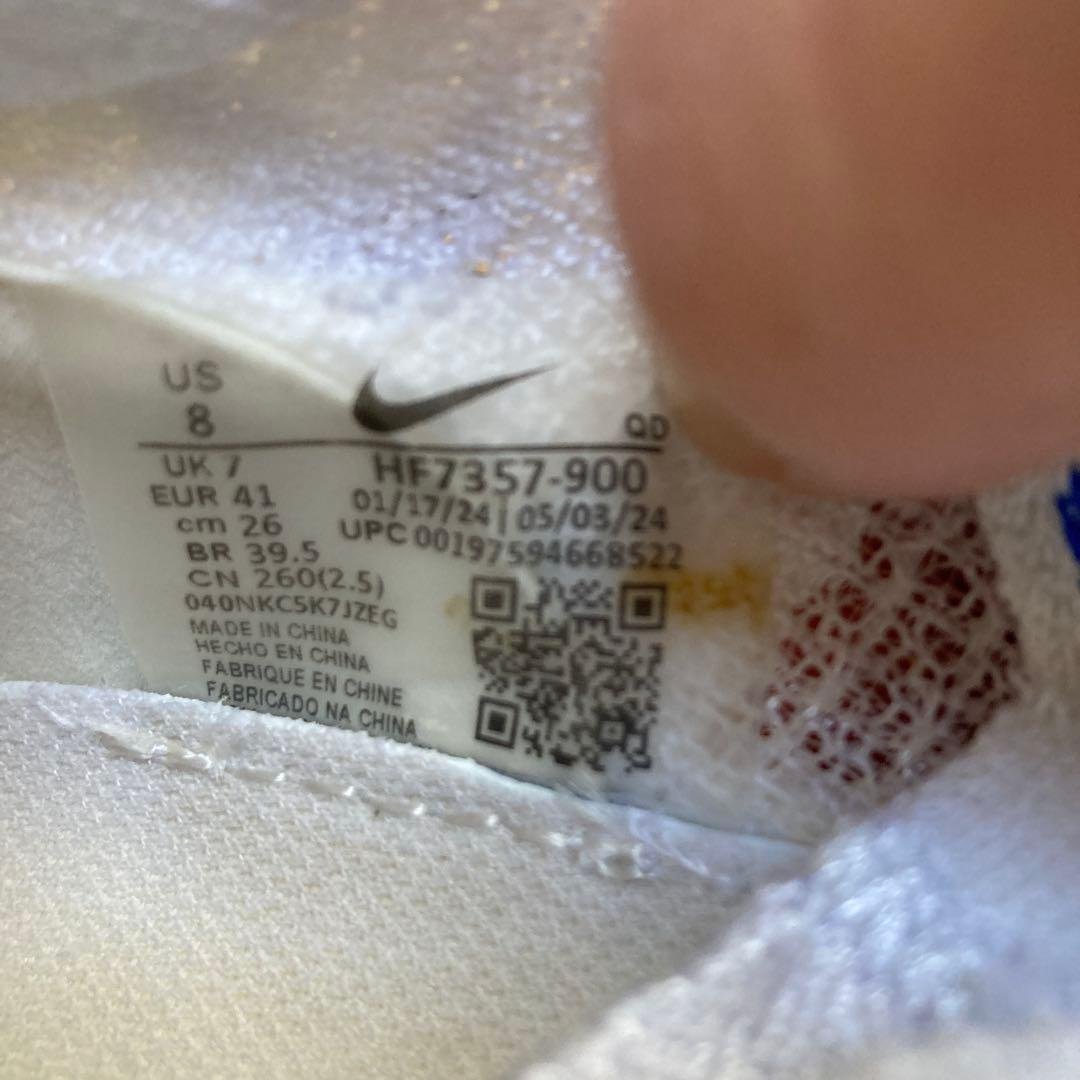 US
8
QD
UK 7
HF7357-900
EUR 41
01/17/24 | 05/03/24
cm 26
UPC 00197594668522
BR 39.5
CN 260(2.5)
040NKC5K7JZEG
MADE IN CHINA
HECHO EN CHINA
FABRIQUE EN CHINE
FABRICADO NA CHINA